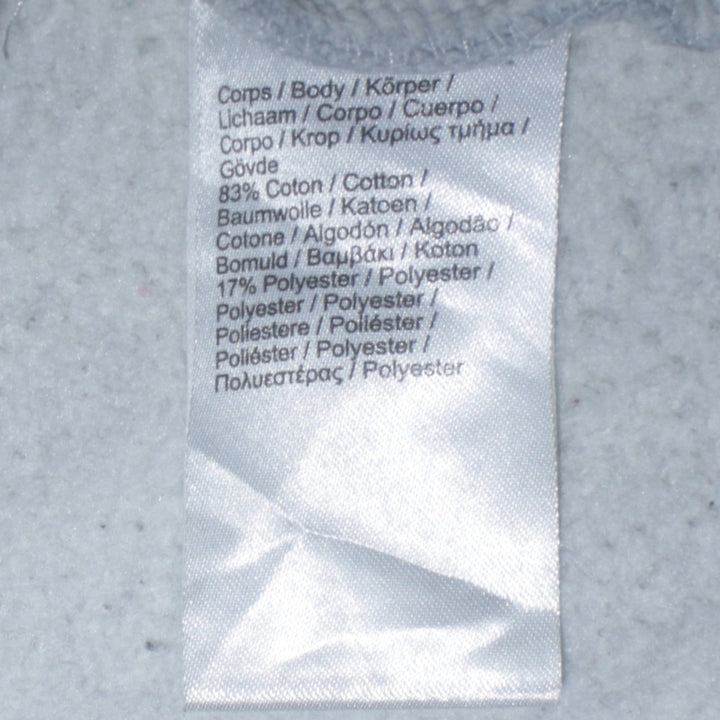 Corps / Body / Körper /
Lichaam / Corpo / Cuerpo /
Corpo / Krop / Κυρίως τμήμα /
Gövde
83% Coton / Cotton /
Baumwolle / Katoen /
Cotone / Algodón / Algodão /
Bomuld / Βαμβάκι / Koton
17% Polyester / Polyester /
Polyester / Polyester /
Poliestere / Poliéster /
Poliéster / Polyester /
Πολυεστέρας / Polyester